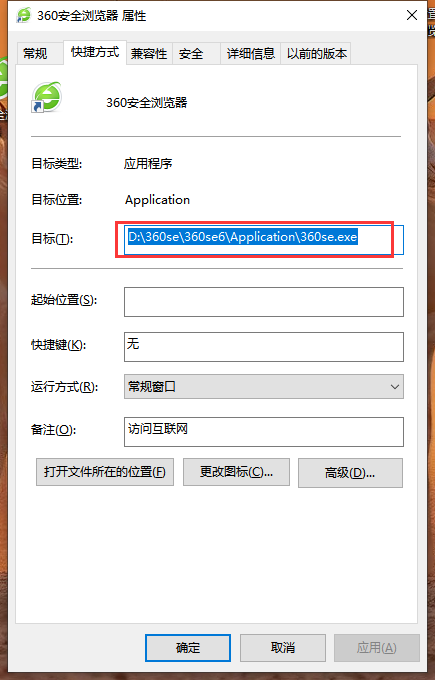 360安全浏览器 属性
常规 快捷方式 兼容性 安全 详细信息 以前的版本
360安全浏览器
目标类型: 应用程序
目标位置: Application
目标(T): D:\360se\360se6\Application\360se.exe
起始位置(S):
快捷键(K): 无
运行方式(R): 常规窗口
备注(O): 访问互联网
打开文件所在的位置(F) 更改图标(C)... 高级(D)...
确定 取消 应用(A)